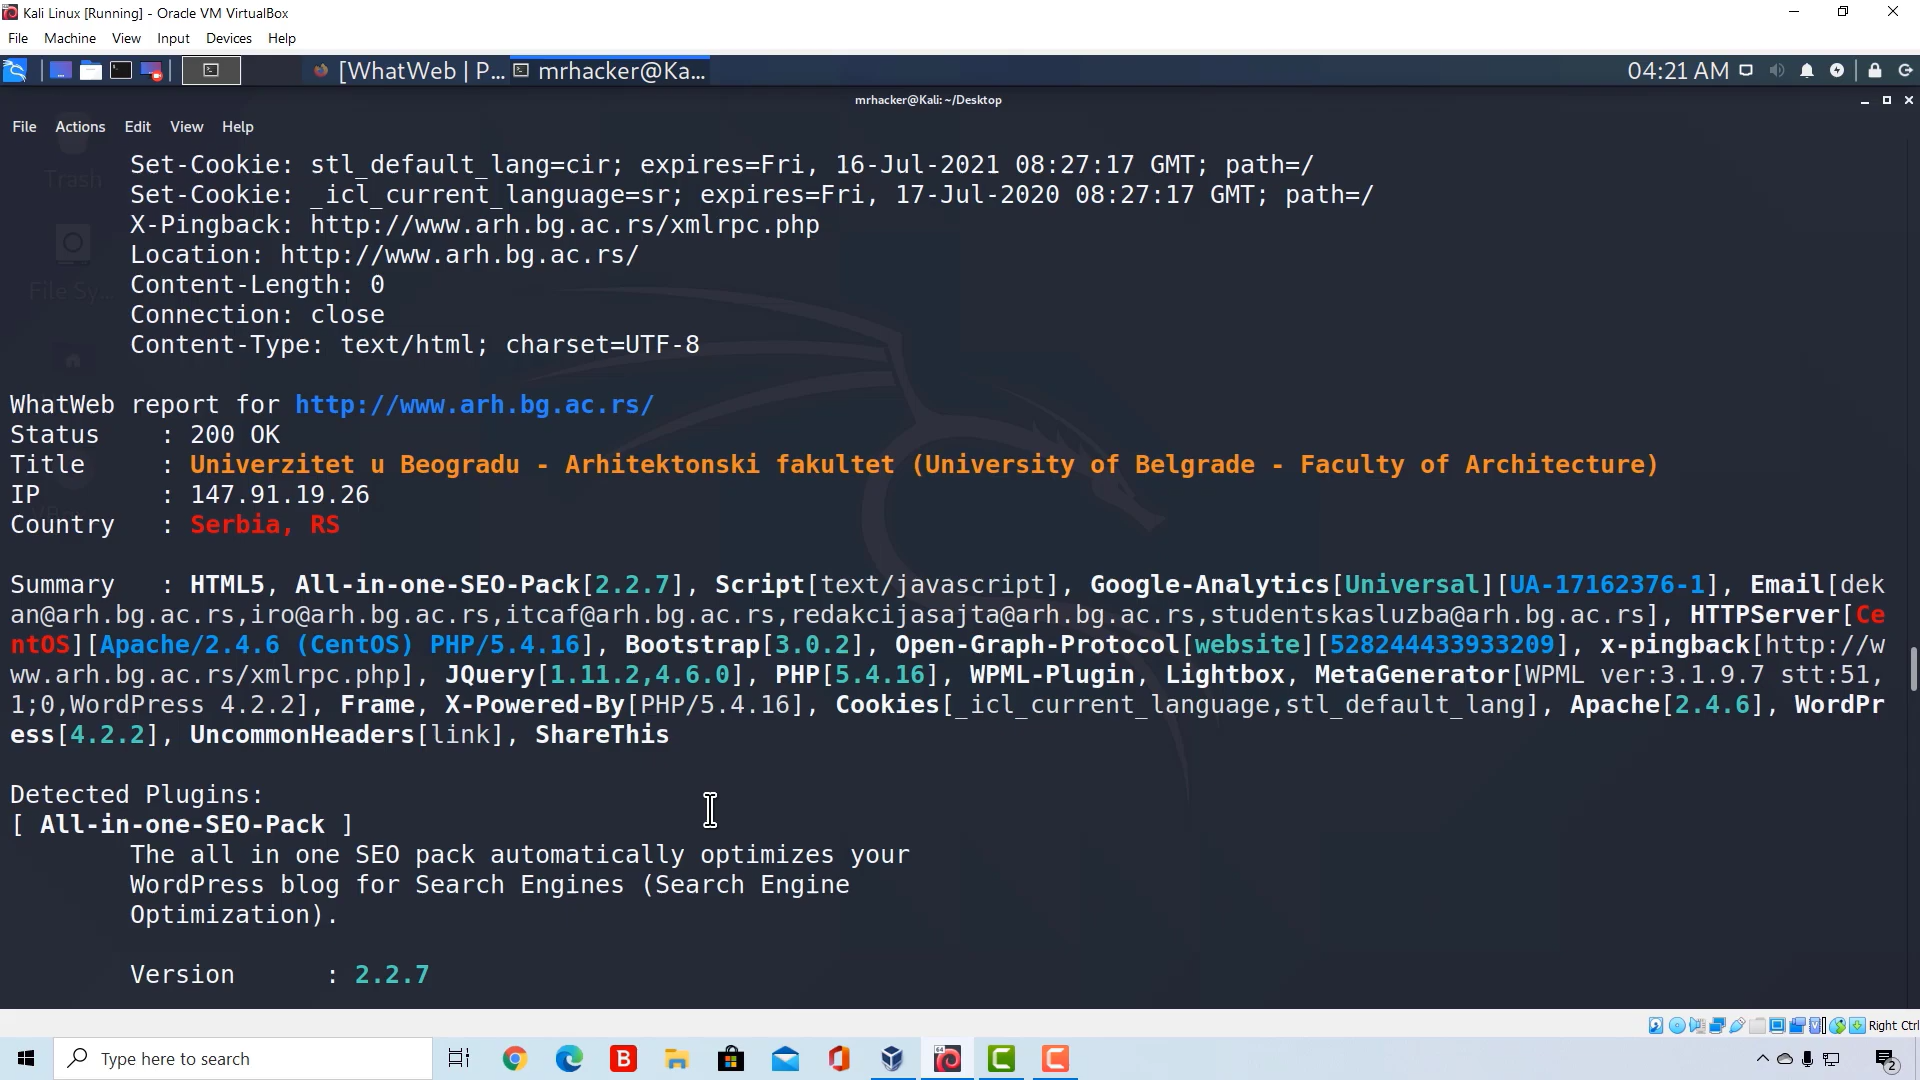 Kali Linux [Running] - Oracle VM VirtualBox
File Machine View Input Devices Help
[WhatWeb | P... mrhacker@Ka... 04:21 AM
mrhacker@Kali: ~/Desktop
File Actions Edit View Help
Trash
File Sy...
Set-Cookie: stl_default_lang=cir; expires=Fri, 16-Jul-2021 08:27:17 GMT; path=/
Set-Cookie: _icl_current_language=sr; expires=Fri, 17-Jul-2020 08:27:17 GMT; path=/
X-Pingback: http://www.arh.bg.ac.rs/xmlrpc.php
Location: http://www.arh.bg.ac.rs/
Content-Length: 0
Connection: close
Content-Type: text/html; charset=UTF-8
WhatWeb report for http://www.arh.bg.ac.rs/
Status : 200 OK
Title : Univerzitet u Beogradu - Arhitektonski fakultet (University of Belgrade - Faculty of Architecture)
IP : 147.91.19.26
Country : Serbia, RS
Summary : HTML5, All-in-one-SEO-Pack[2.2.7], Script[text/javascript], Google-Analytics[Universal][UA-17162376-1], Email[dek
an@arh.bg.ac.rs,iro@arh.bg.ac.rs,itcaf@arh.bg.ac.rs,redakcijasajta@arh.bg.ac.rs,studentskasluzba@arh.bg.ac.rs], HTTPServer[Ce
ntOS][Apache/2.4.6 (CentOS) PHP/5.4.16], Bootstrap[3.0.2], Open-Graph-Protocol[website][528244433933209], x-pingback[http://w
ww.arh.bg.ac.rs/xmlrpc.php], JQuery[1.11.2,4.6.0], PHP[5.4.16], WPML-Plugin, Lightbox, MetaGenerator[WPML ver:3.1.9.7 stt:51,
1;0,WordPress 4.2.2], Frame, X-Powered-By[PHP/5.4.16], Cookies[_icl_current_language,stl_default_lang], Apache[2.4.6], WordPr
ess[4.2.2], UncommonHeaders[link], ShareThis
Detected Plugins:
[ All-in-one-SEO-Pack ]
The all in one SEO pack automatically optimizes your
WordPress blog for Search Engines (Search Engine
Optimization).
Version : 2.2.7
Right Ctrl
Type here to search
2